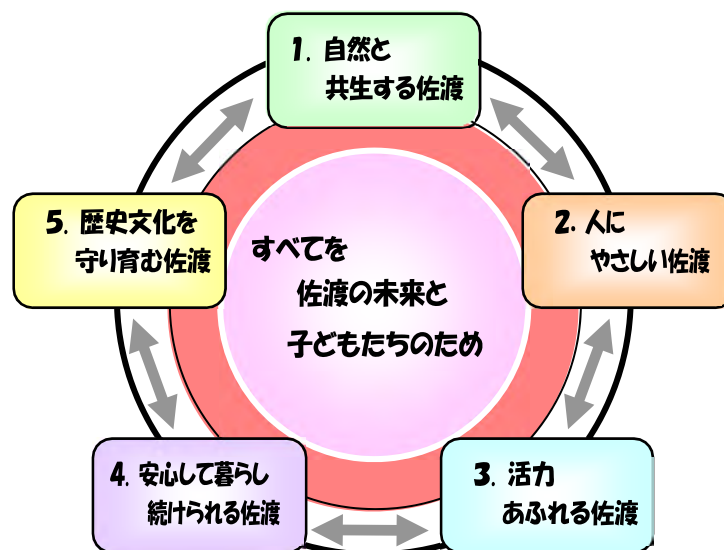 1. 自然と
共生する佐渡
2. 人に
やさしい佐渡
3. 活力
あふれる佐渡
4. 安心して暮らし
続けられる佐渡
5. 歴史文化を
守り育む佐渡
すべてを
佐渡の未来と
子どもたちのため